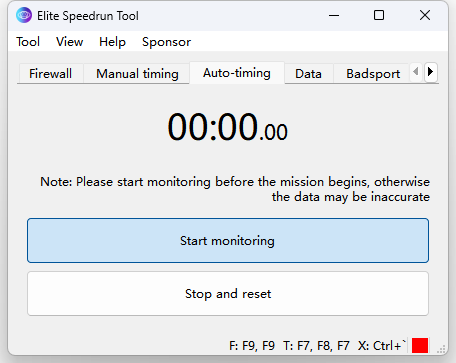 Elite Speedrun Tool
Tool View Help Sponsor
Firewall Manual timing Auto-timing Data Badsport
00:00.00
Note: Please start monitoring before the mission begins, otherwise
the data may be inaccurate
Start monitoring
Stop and reset
F: F9, F9 T: F7, F8, F7 X: Ctrl+`